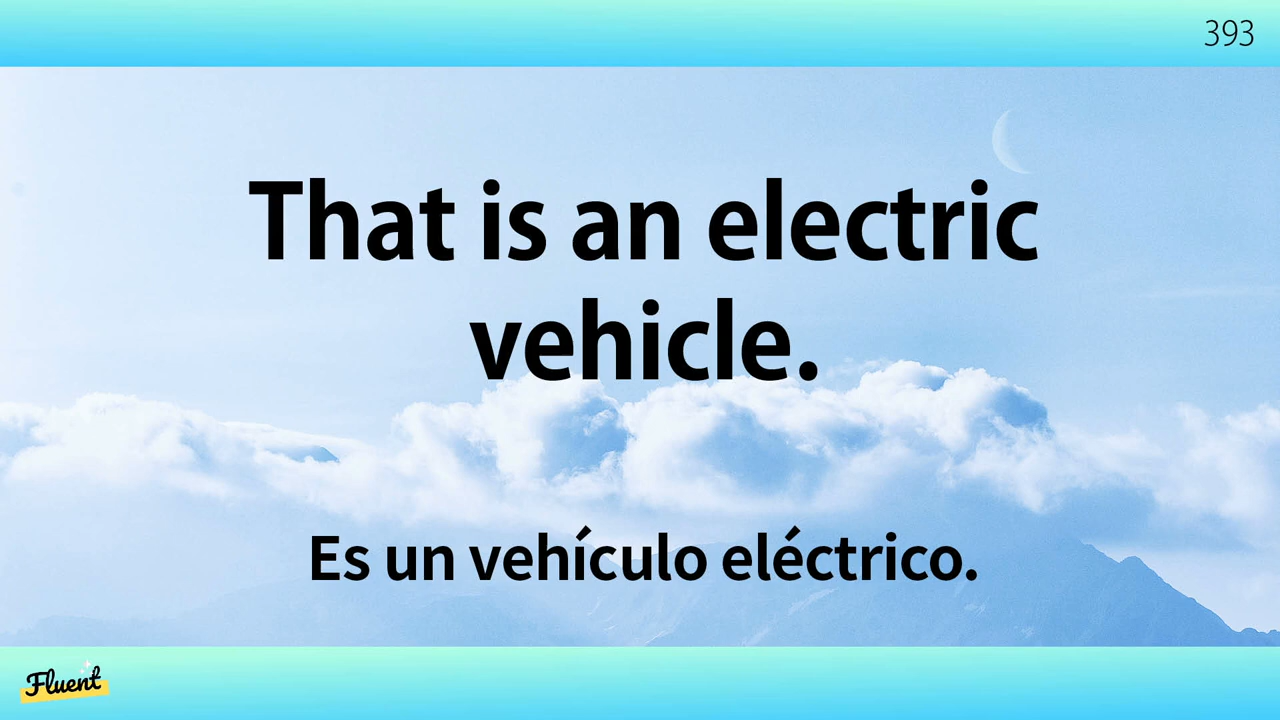 393
That is an electric
vehicle.
Es un vehículo eléctrico.
Fluent